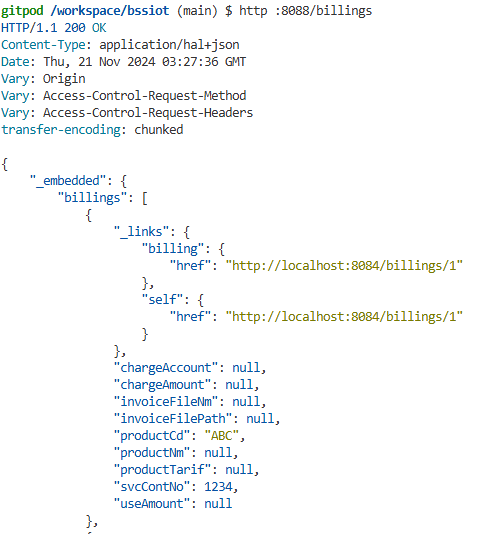 gitpod /workspace/bssiot (main) $ http :8088/billings
HTTP/1.1 200 OK
Content-Type: application/hal+json
Date: Thu, 21 Nov 2024 03:27:36 GMT
Vary: Origin
Vary: Access-Control-Request-Method
Vary: Access-Control-Request-Headers
transfer-encoding: chunked

{
    "_embedded": {
        "billings": [
            {
                "_links": {
                    "billing": {
                        "href": "http://localhost:8084/billings/1"
                    },
                    "self": {
                        "href": "http://localhost:8084/billings/1"
                    }
                },
                "chargeAccount": null,
                "chargeAmount": null,
                "invoiceFileNm": null,
                "invoiceFilePath": null,
                "productCd": "ABC",
                "productNm": null,
                "productTarif": null,
                "svcContNo": 1234,
                "useAmount": null
            },